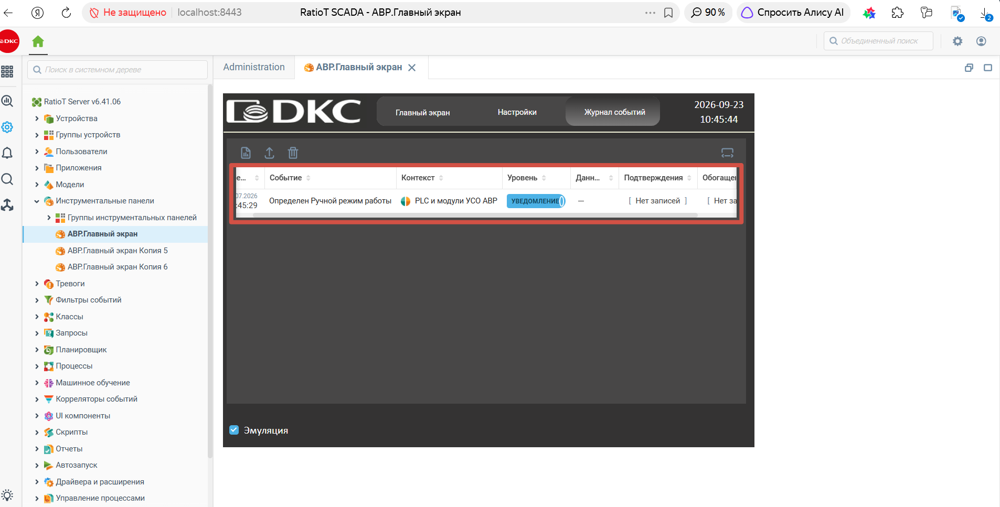 Не защищено localhost:8443 RatioT SCADA - АВР.Главный экран 90 % Спросить Алису AI 2
DKC Объединенный поиск
Поиск в системном дереве Administration АВР.Главный экран
RatioT Server v6.41.06
Устройства
Группы устройств
Пользователи
Приложения
Модели
Инструментальные панели
Группы инструментальных панелей
АВР.Главный экран
АВР.Главный экран Копия 5
АВР.Главный экран Копия 6
Тревоги
Фильтры событий
Классы
Запросы
Планировщик
Процессы
Машинное обучение
Корреляторы событий
UI компоненты
Скрипты
Отчеты
Автозапуск
Драйвера и расширения
Управление процессами
DKC Главный экран Настройки Журнал событий 2026-09-23
10:45:44
е... Событие Контекст Уровень Данн... Подтверждения Обогащен
07.2026
:45:29 Определен Ручной режим работы PLC и модули УСО АВР УВЕДОМЛЕНИЕ 0 — [ Нет записей ] [ Нет за
Эмуляция